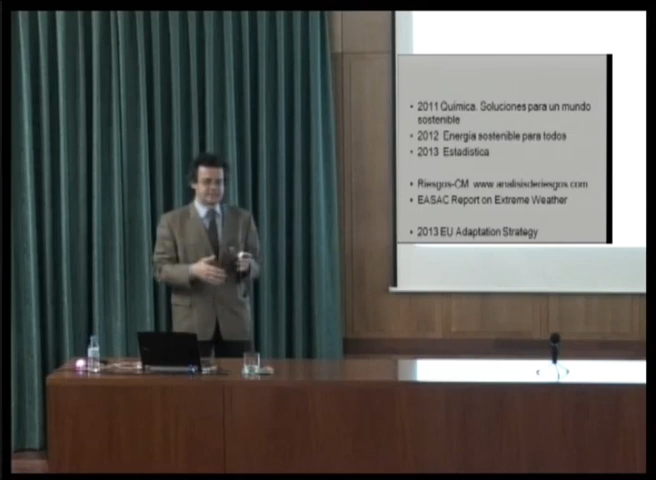 • 2011 Química. Soluciones para un mundo
sostenible
• 2012 Energía sostenible para todos
• 2013 Estadística
• Riesgos-CM www.analisisderiesgos.com
• EASAC Report on Extreme Weather
• 2013 EU Adaptation Strategy